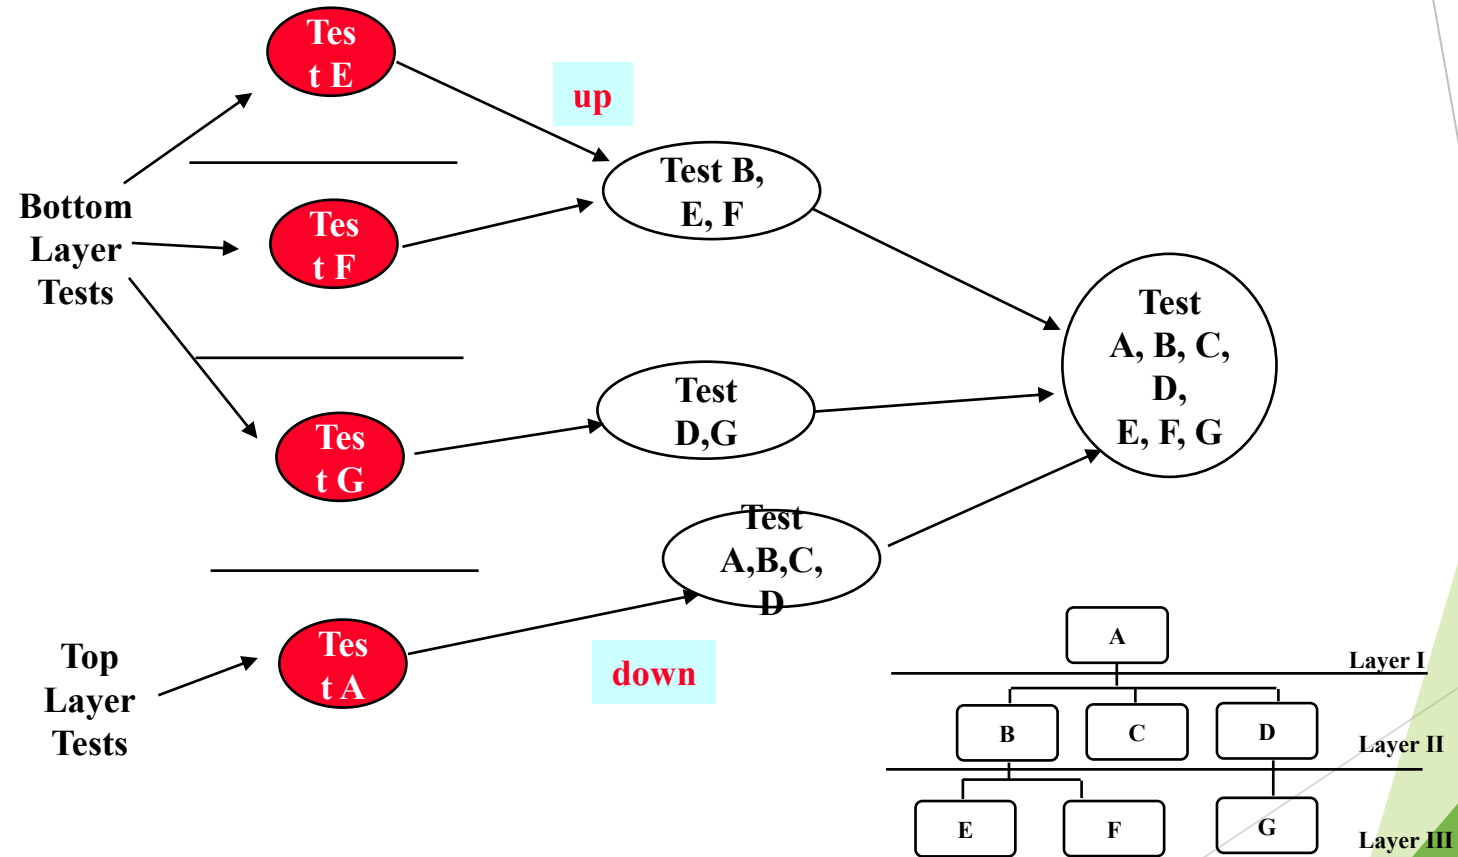 Tes
t E
up
Test B,
E, F
Bottom
Layer
Tests
Tes
t F
Test
A, B, C,
D,
E, F, G
Test
D,G
Tes
t G
Test
A,B,C,
D
Top
Layer
Tests
Tes
t A
down
A
Layer I
B
C
D
Layer II
E
F
G
Layer III